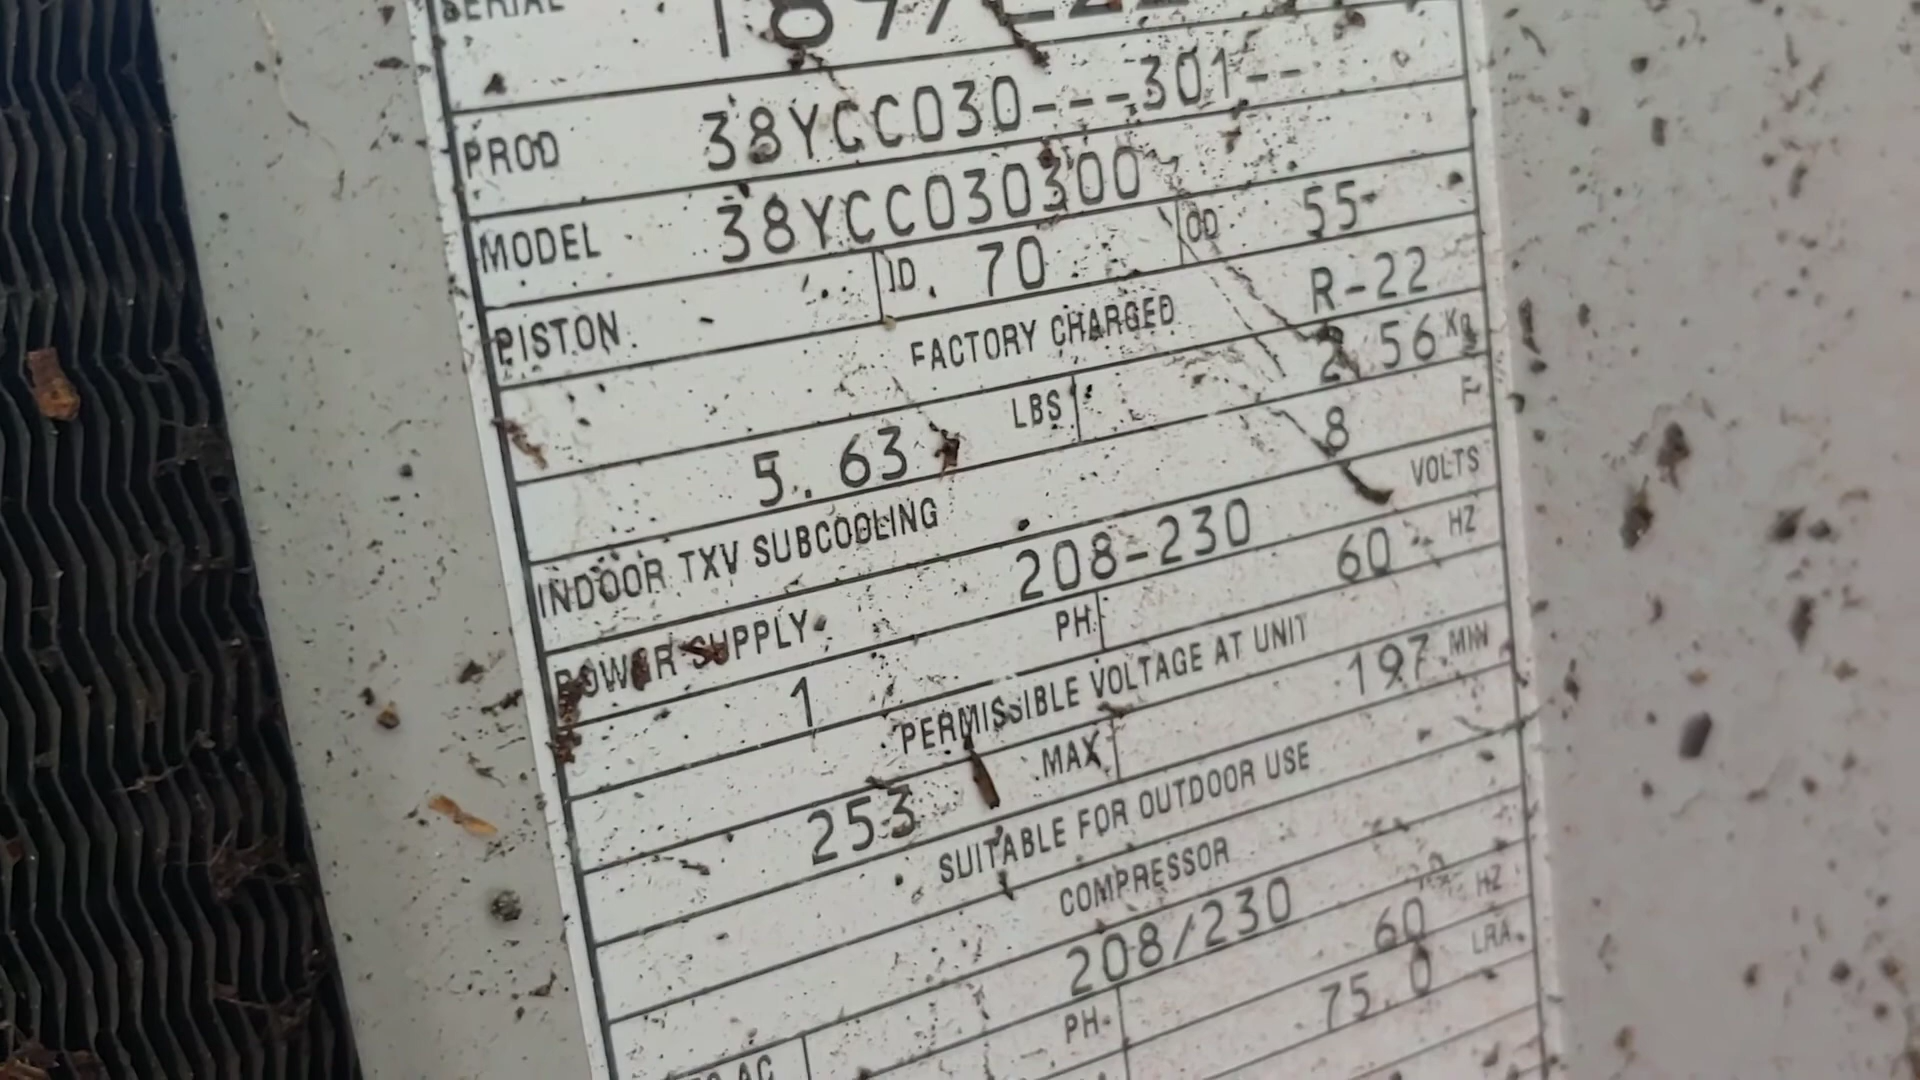 SERIAL 1897E22
PROD 38YCC030---301--
MODEL 38YCC030300
PISTON ID 70 OD 55
FACTORY CHARGED R-22
5.63 LBS 2.56 Kg
INDOOR TXV SUBCOOLING 8 F
POWER SUPPLY 208-230 VOLTS
1 PH 60 HZ
PERMISSIBLE VOLTAGE AT UNIT
253 MAX 197 MIN
SUITABLE FOR OUTDOOR USE
COMPRESSOR
208/230
PH 60 HZ
75.0 LRA
AC